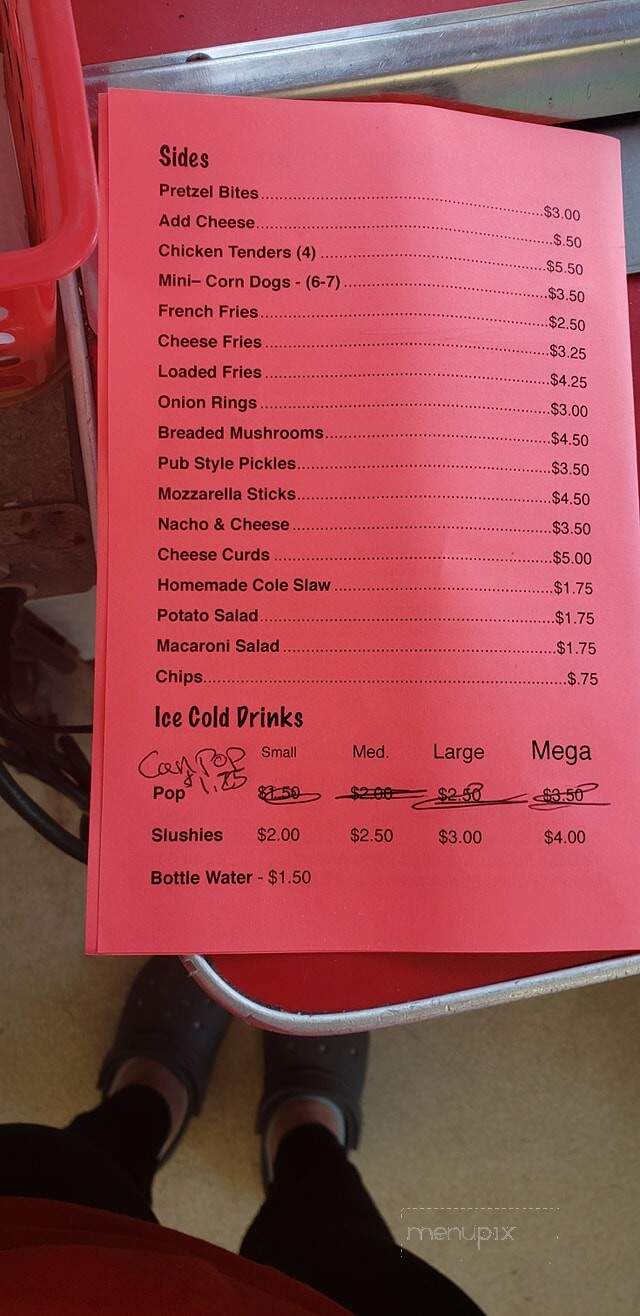 Sides
Pretzel Bites.....$3.00
Add Cheese.....$.50
Chicken Tenders (4).....$5.50
Mini– Corn Dogs - (6-7).....$3.50
French Fries.....$2.50
Cheese Fries.....$3.25
Loaded Fries.....$4.25
Onion Rings.....$3.00
Breaded Mushrooms.....$4.50
Pub Style Pickles.....$3.50
Mozzarella Sticks.....$4.50
Nacho & Cheese.....$3.50
Cheese Curds.....$5.00
Homemade Cole Slaw.....$1.75
Potato Salad.....$1.75
Macaroni Salad.....$1.75
Chips.....$.75
Ice Cold Drinks
Can POP Small Med. Large Mega
$1.25
Pop $1.50 $2.00 $2.50 $3.50
Slushies $2.00 $2.50 $3.00 $4.00
Bottle Water - $1.50
menupix